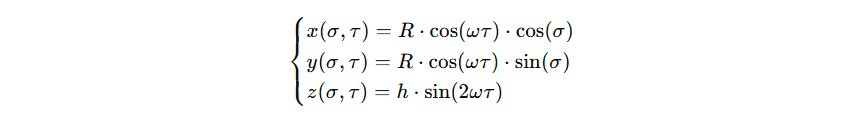 x(σ, τ) = R · cos(ωτ) · cos(σ)
y(σ, τ) = R · cos(ωτ) · sin(σ)
z(σ, τ) = h · sin(2ωτ)